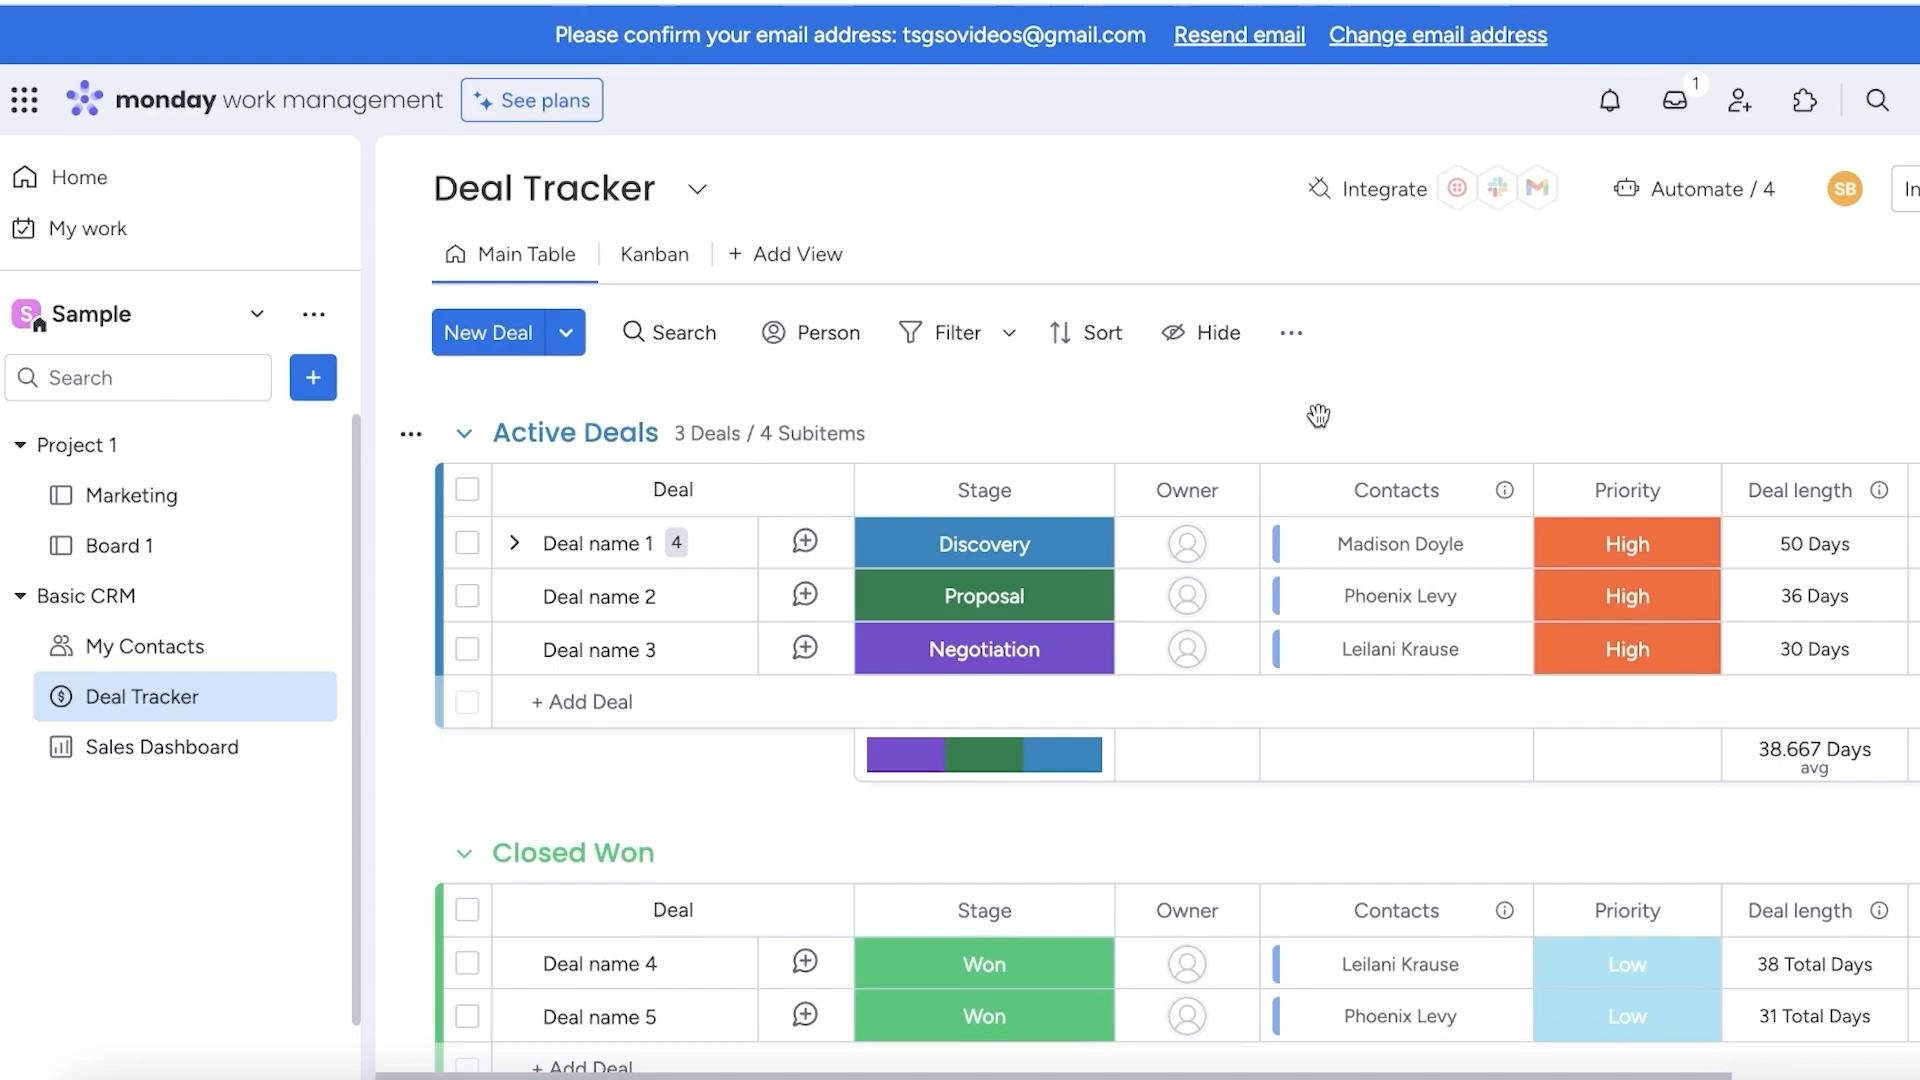 Please confirm your email address: tsgsovideos@gmail.com Resend email Change email address
monday work management See plans 1
Home
My work
S Sample
Search +
Project 1
Marketing
Board 1
Basic CRM
My Contacts
Deal Tracker
Sales Dashboard
Deal Tracker Integrate Automate / 4 SB In
Main Table Kanban + Add View
New Deal Search Person Filter Sort Hide ...
Active Deals 3 Deals / 4 Subitems
Deal Stage Owner Contacts Priority Deal length
Deal name 1 4 Discovery Madison Doyle High 50 Days
Deal name 2 Proposal Phoenix Levy High 36 Days
Deal name 3 Negotiation Leilani Krause High 30 Days
+ Add Deal
38.667 Days
avg
Closed Won
Deal Stage Owner Contacts Priority Deal length
Deal name 4 Won Leilani Krause Low 38 Total Days
Deal name 5 Won Phoenix Levy Low 31 Total Days
+ Add Deal